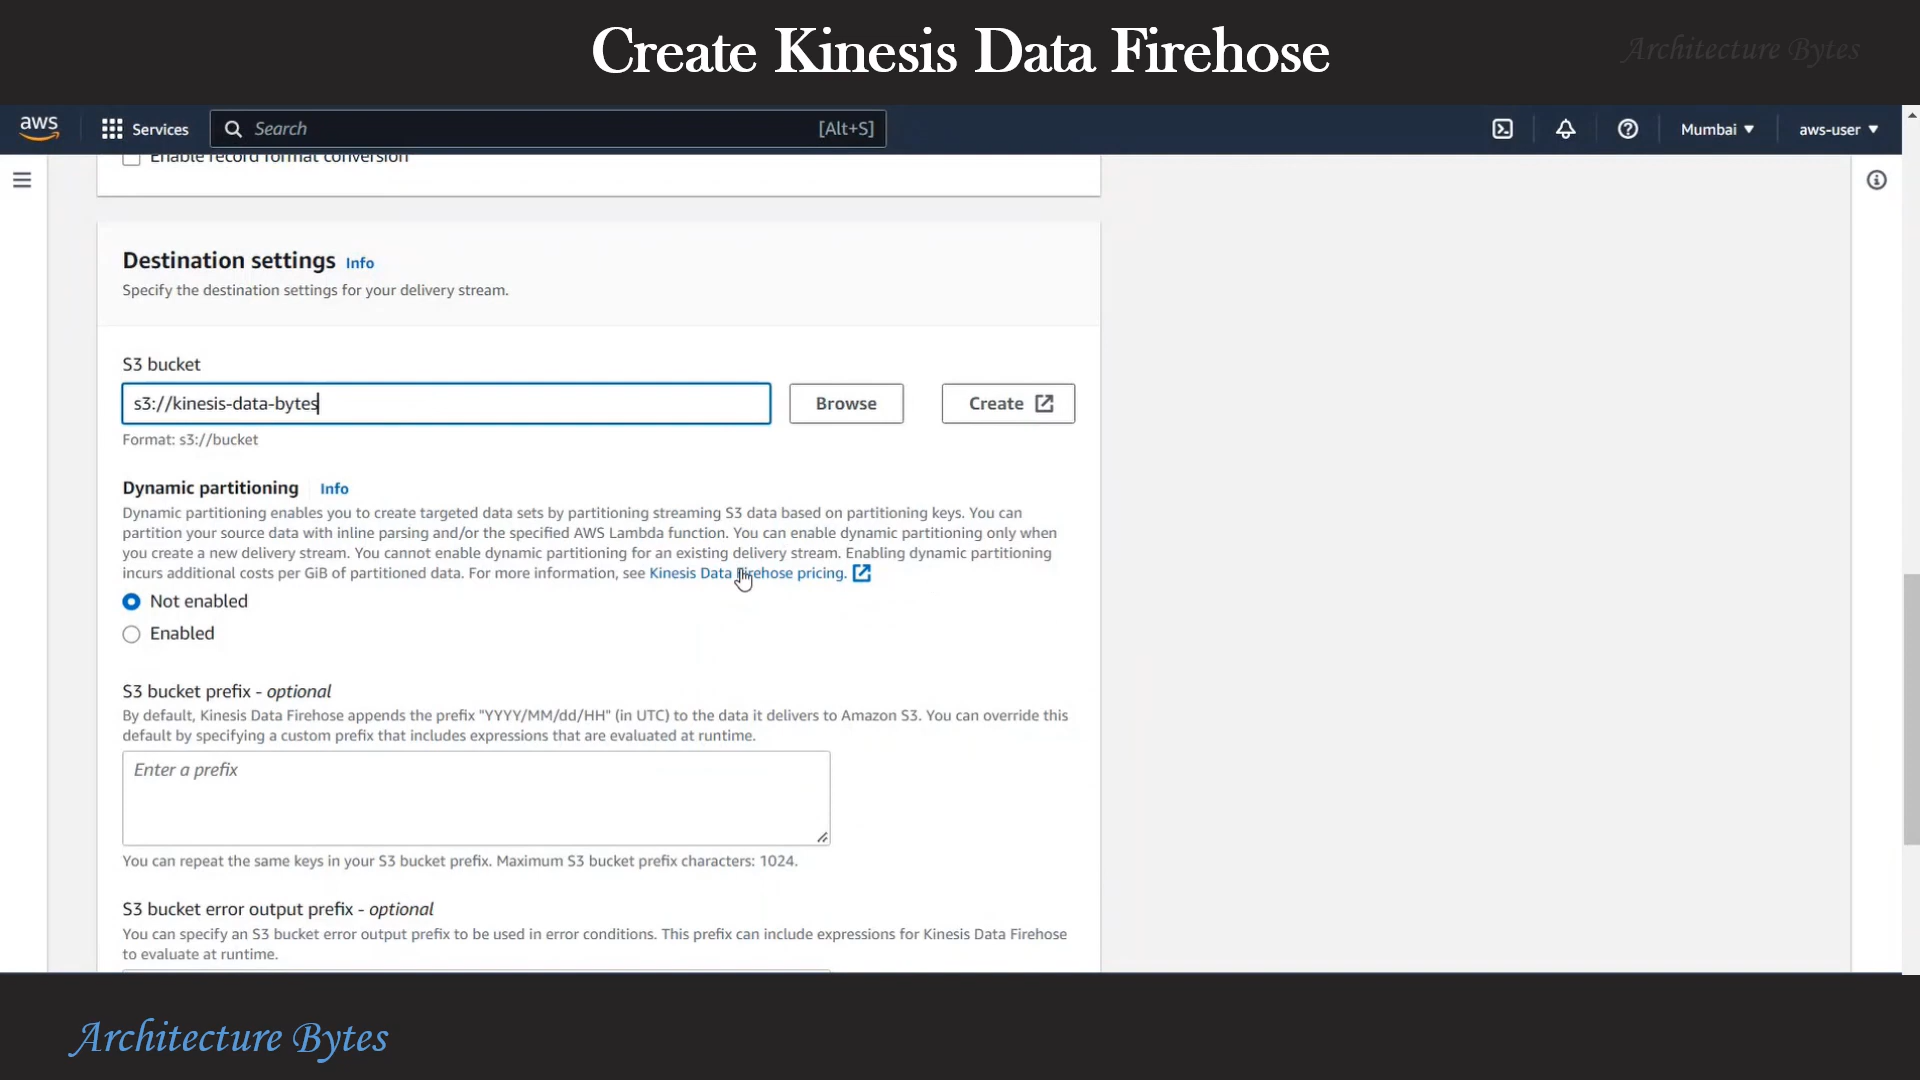 Create Kinesis Data Firehose
Architecture Bytes
aws
Services
Search
[Alt+S]
Mumbai
aws-user
Enable record format conversion
Destination settings Info
Specify the destination settings for your delivery stream.
S3 bucket
s3://kinesis-data-bytes
Browse
Create
Format: s3://bucket
Dynamic partitioning Info
Dynamic partitioning enables you to create targeted data sets by partitioning streaming S3 data based on partitioning keys. You can
partition your source data with inline parsing and/or the specified AWS Lambda function. You can enable dynamic partitioning only when
you create a new delivery stream. You cannot enable dynamic partitioning for an existing delivery stream. Enabling dynamic partitioning
incurs additional costs per GiB of partitioned data. For more information, see Kinesis Data Firehose pricing.
Not enabled
Enabled
S3 bucket prefix - optional
By default, Kinesis Data Firehose appends the prefix "YYYY/MM/dd/HH" (in UTC) to the data it delivers to Amazon S3. You can override this
default by specifying a custom prefix that includes expressions that are evaluated at runtime.
Enter a prefix
You can repeat the same keys in your S3 bucket prefix. Maximum S3 bucket prefix characters: 1024.
S3 bucket error output prefix - optional
You can specify an S3 bucket error output prefix to be used in error conditions. This prefix can include expressions for Kinesis Data Firehose
to evaluate at runtime.
Architecture Bytes